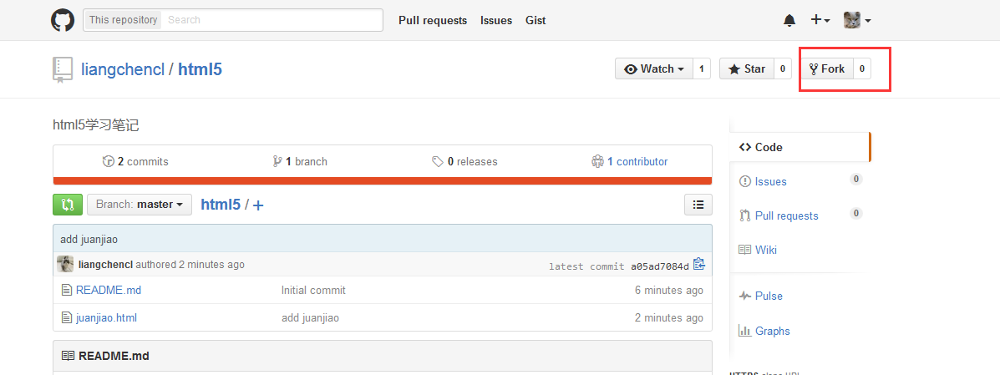 This repository Search Pull requests Issues Gist
liangchencl / html5 Watch 1 Star 0 Fork 0
html5学习笔记
2 commits 1 branch 0 releases 1 contributor
Branch: master html5 / +
add juanjiao
liangchencl authored 2 minutes ago latest commit a05ad7084d
README.md Initial commit 6 minutes ago
juanjiao.html add juanjiao 2 minutes ago
README.md
Code
Issues 0
Pull requests 0
Wiki
Pulse
Graphs